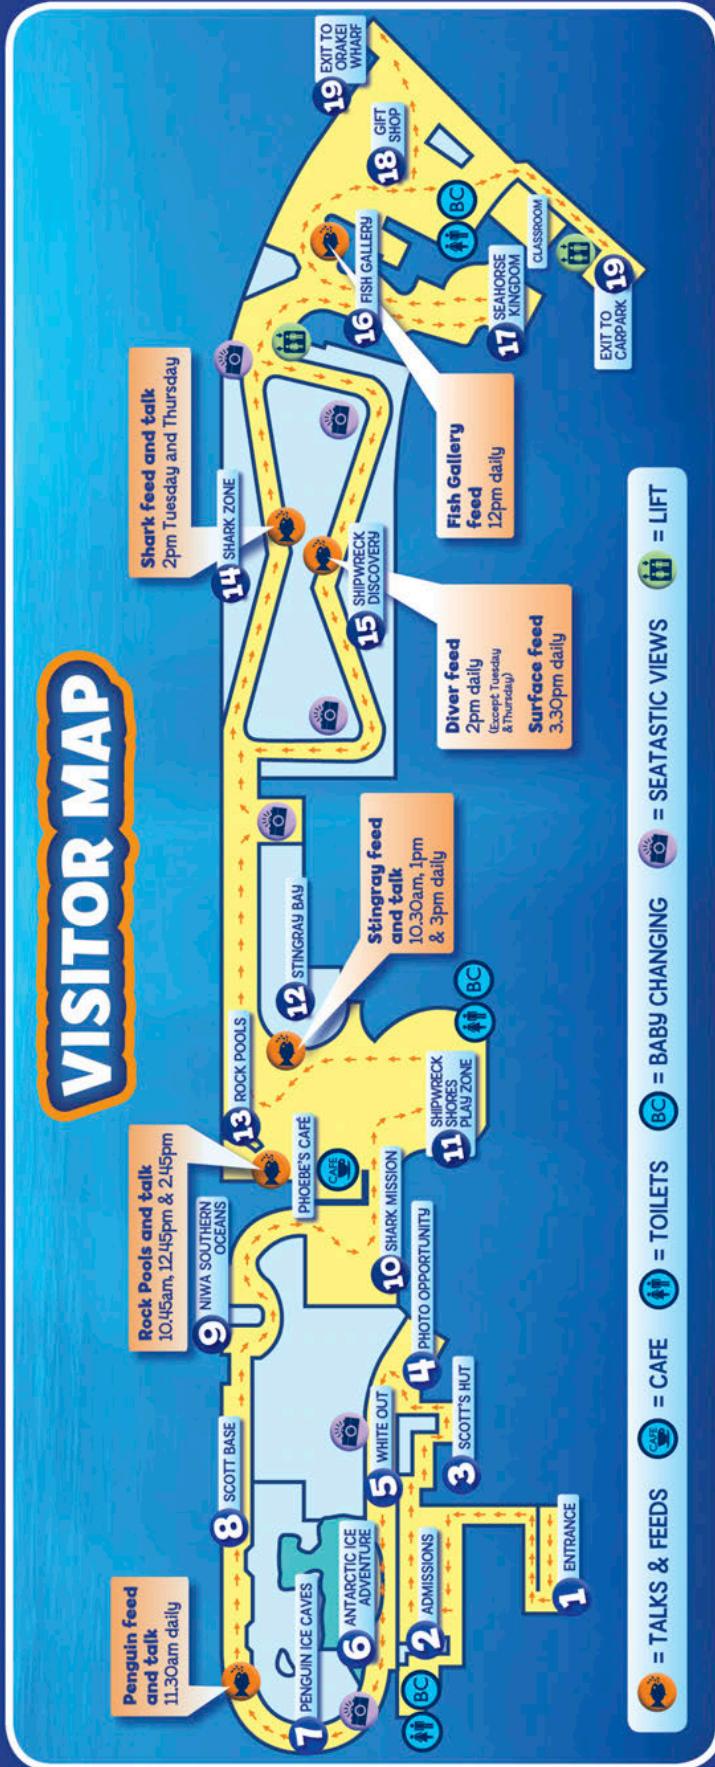 VISITOR MAP
Penguin feed
and talk
11.30am daily
Rock Pools and talk
10.45am, 12.45pm & 2.45pm
Shark feed and talk
2pm Tuesday and Thursday
19
EXIT TO
ORAKEI
WHARF
8 SCOTT BASE
9 NIWA SOUTHERN
OCEANS
13 ROCK POOLS
14 SHARK ZONE
18 GIFT
SHOP
7 PENGUIN ICE CAVES
PHOEBE'S CAFÉ
CAFE
12 STINGRAY BAY
15 SHIPWRECK
DISCOVERY
16 FISH GALLERY
BC
6 ANTARCTIC ICE
ADVENTURE
5 WHITE OUT
10 SHARK MISSION
Stingray feed
and talk
10.30am, 1pm
& 3pm daily
Diver feed
2pm daily
(Except Tuesday
& Thursday)
Surface feed
3.30pm daily
Fish Gallery
feed
12pm daily
17 SEAHORSE
KINGDOM
CLASSROOM
BC
2 ADMISSIONS
3 SCOTT'S HUT
4 PHOTO OPPORTUNITY
11 SHIPWRECK
SHORES
PLAY ZONE
BC
1 ENTRANCE
EXIT TO
CARPARK
19
= TALKS & FEEDS
CAFE = CAFE
= TOILETS
BC = BABY CHANGING
= SEATASTIC VIEWS
= LIFT